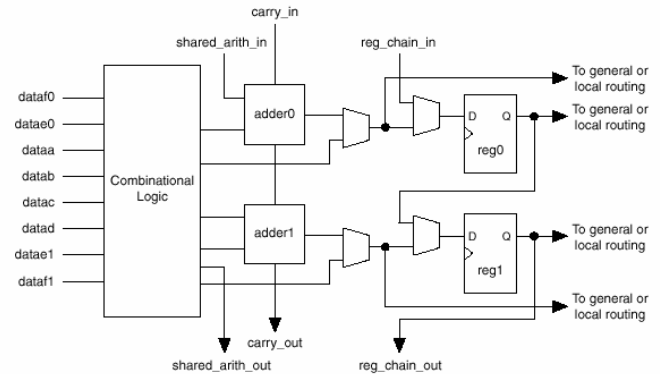 carry_in
shared_arith_in
reg_chain_in
To general or
local routing
dataf0
datae0
dataa
datab
datac
datad
datae1
dataf1
Combinational
Logic
adder0
D
Q
reg0
To general or
local routing
adder1
D
Q
reg1
To general or
local routing
To general or
local routing
carry_out
shared_arith_out
reg_chain_out